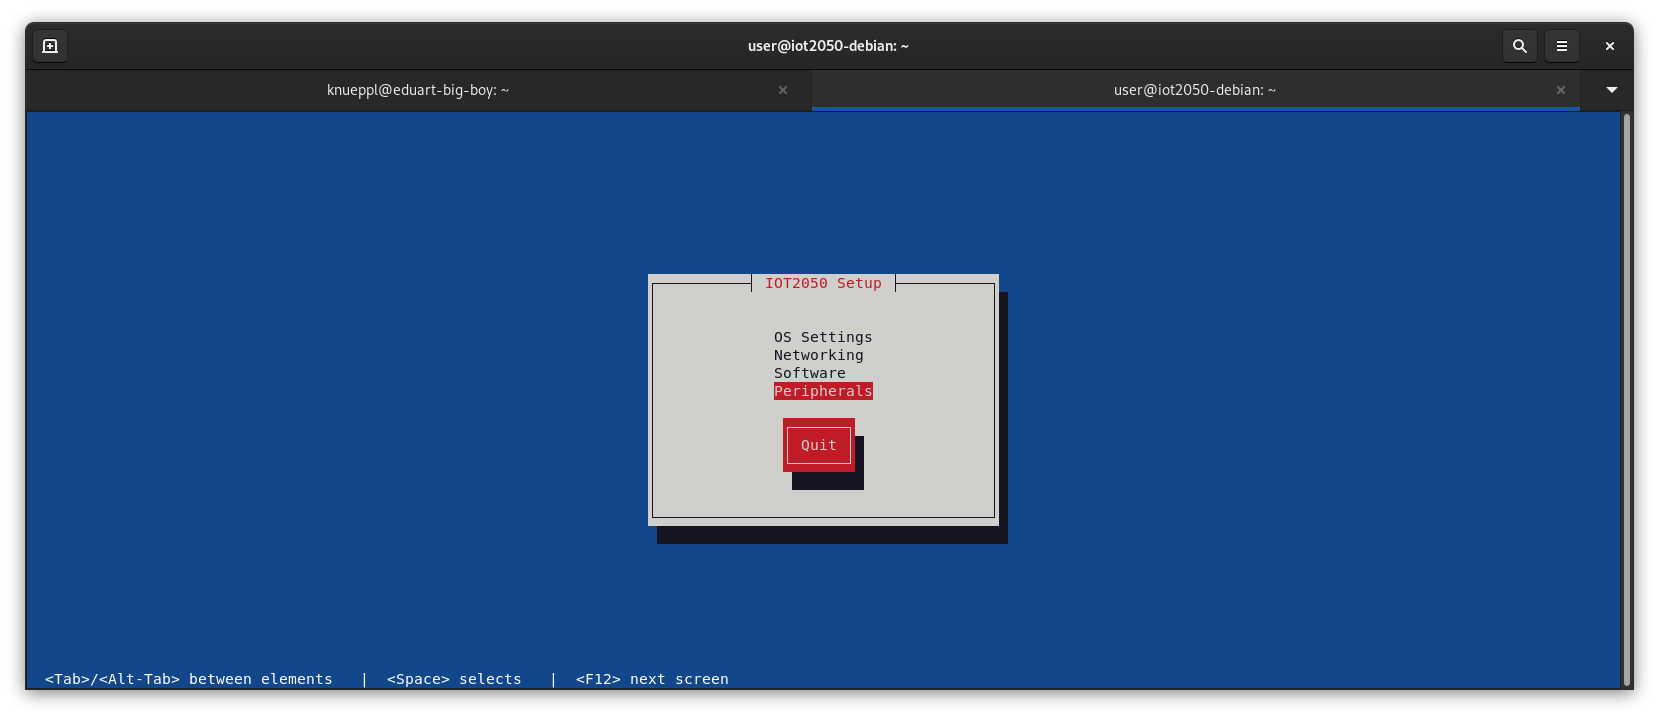 user@iot2050-debian: ~
knueppl@eduart-big-boy: ~
user@iot2050-debian: ~
IOT2050 Setup
OS Settings
Networking
Software
Peripherals
Quit
<Tab>/<Alt-Tab> between elements | <Space> selects | <F12> next screen